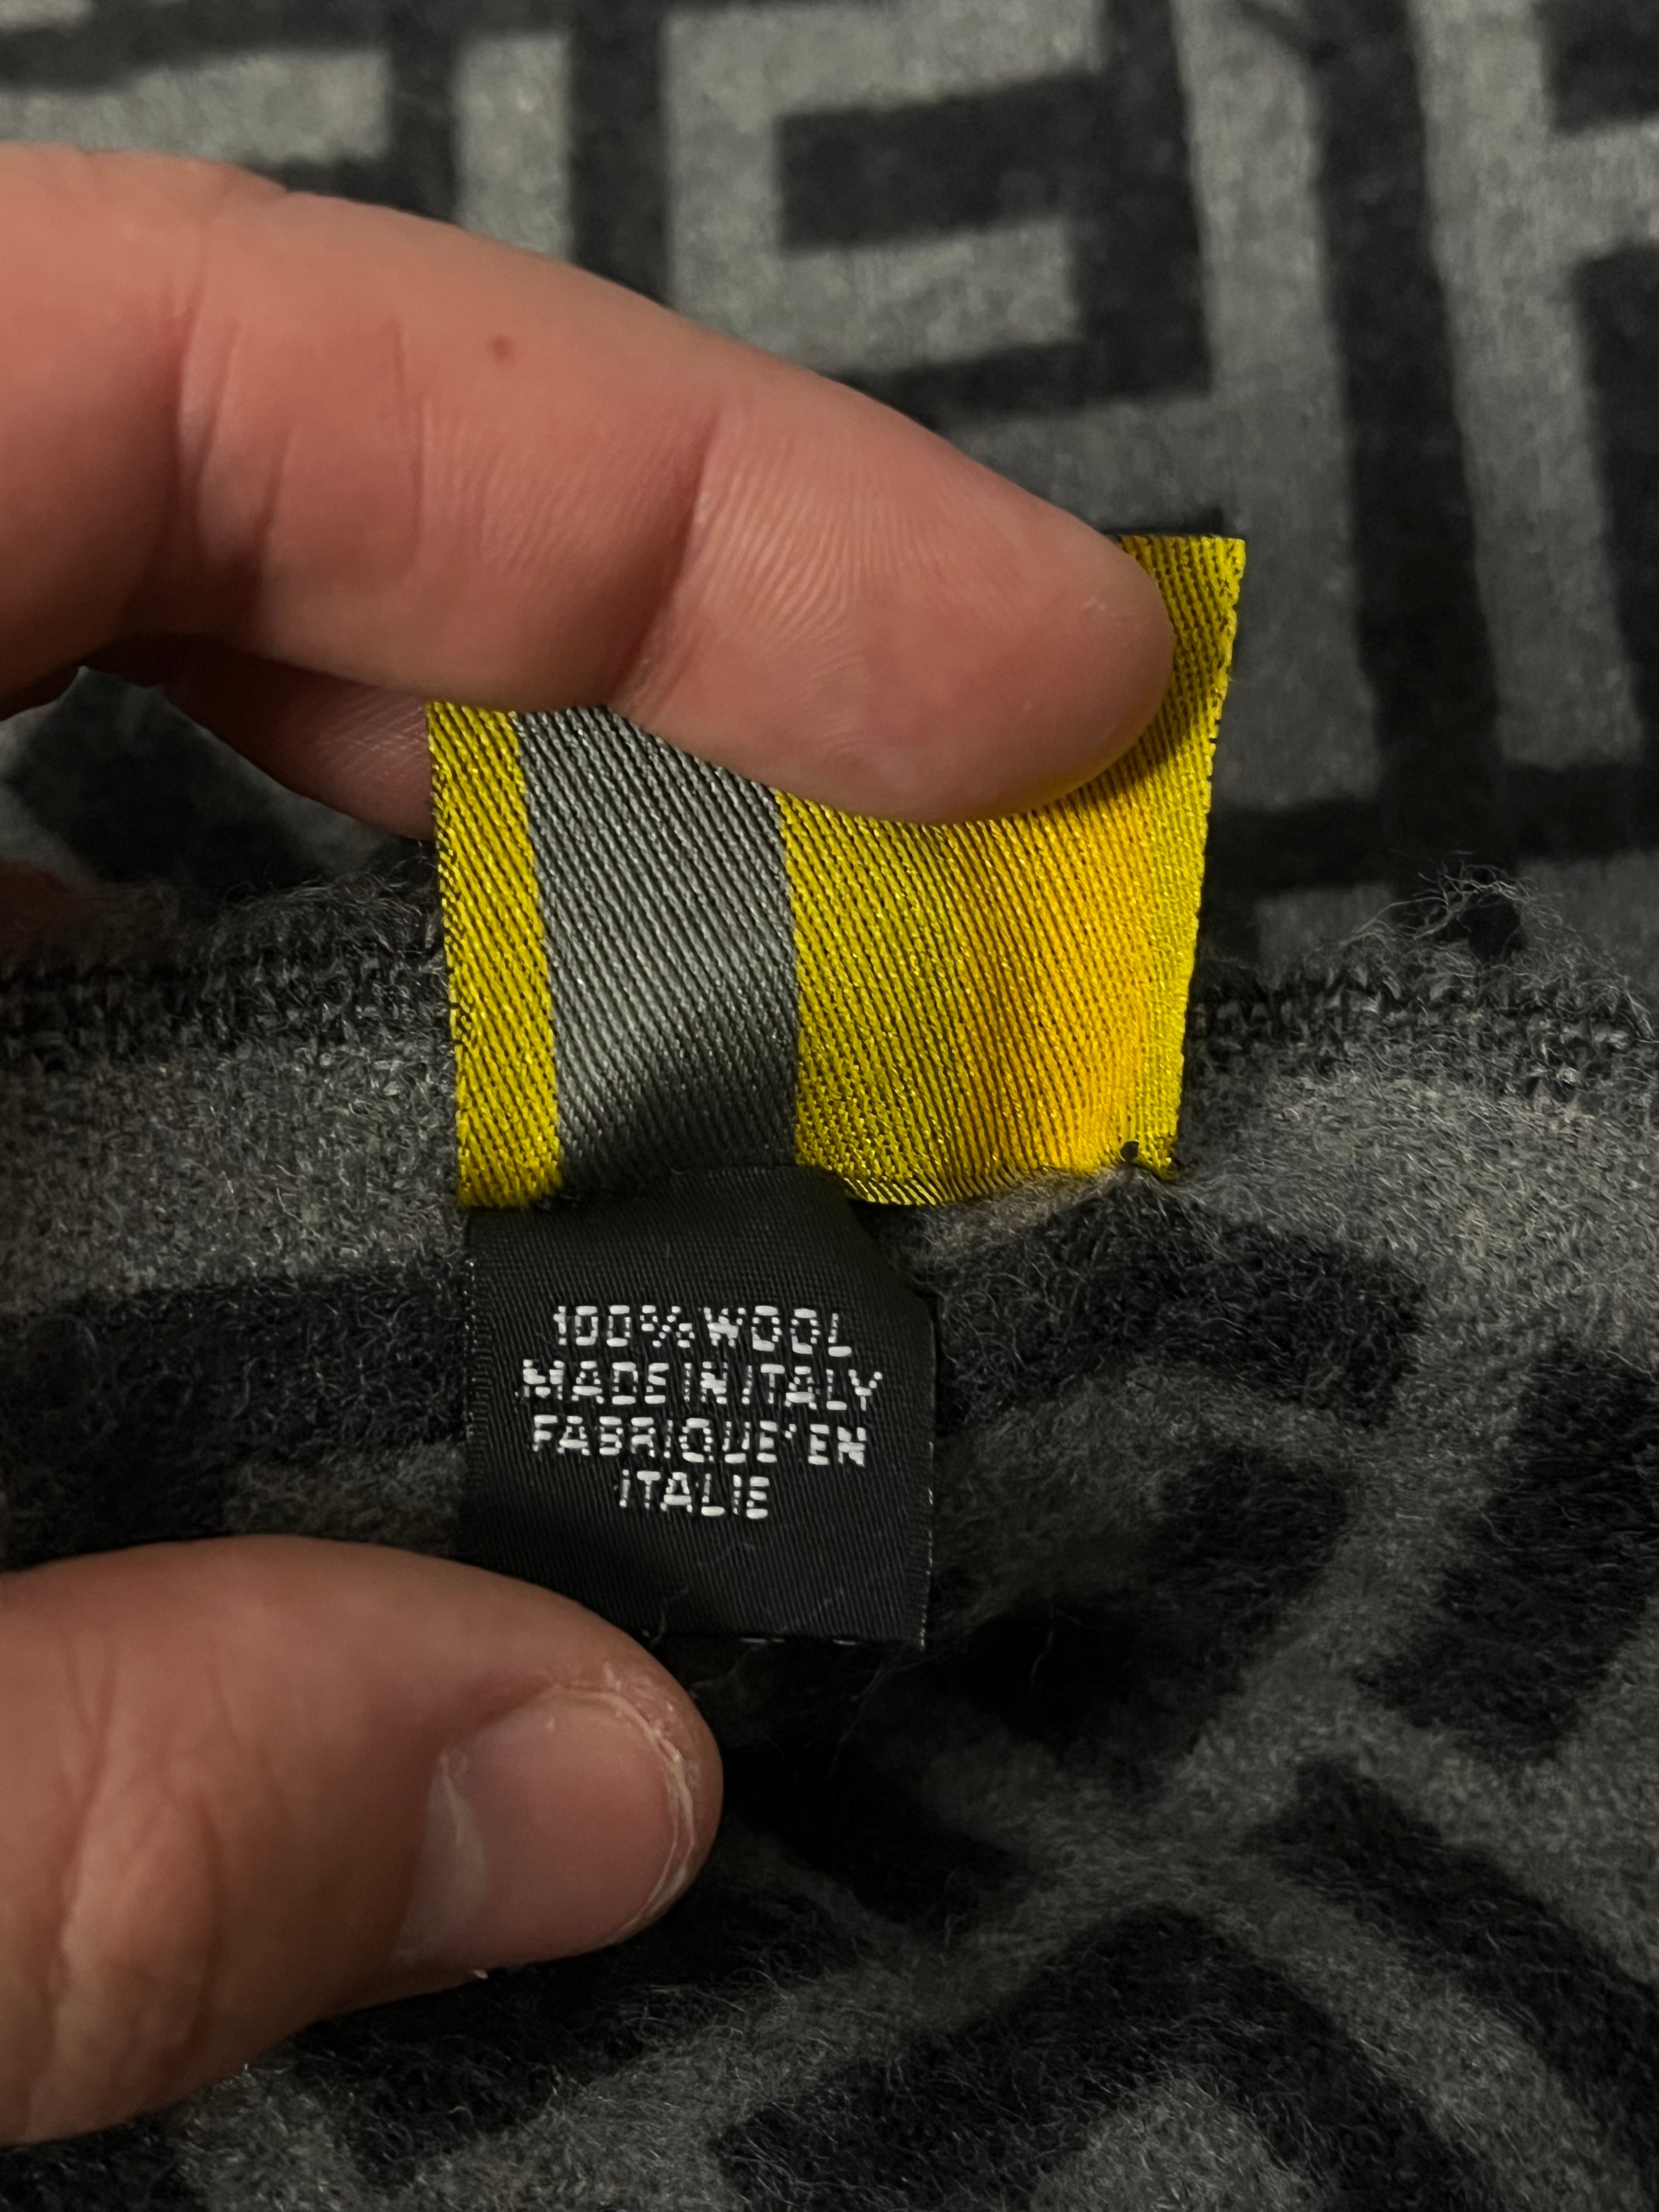 100% WOOL
MADE IN ITALY
FABRIQUE' EN
ITALIE